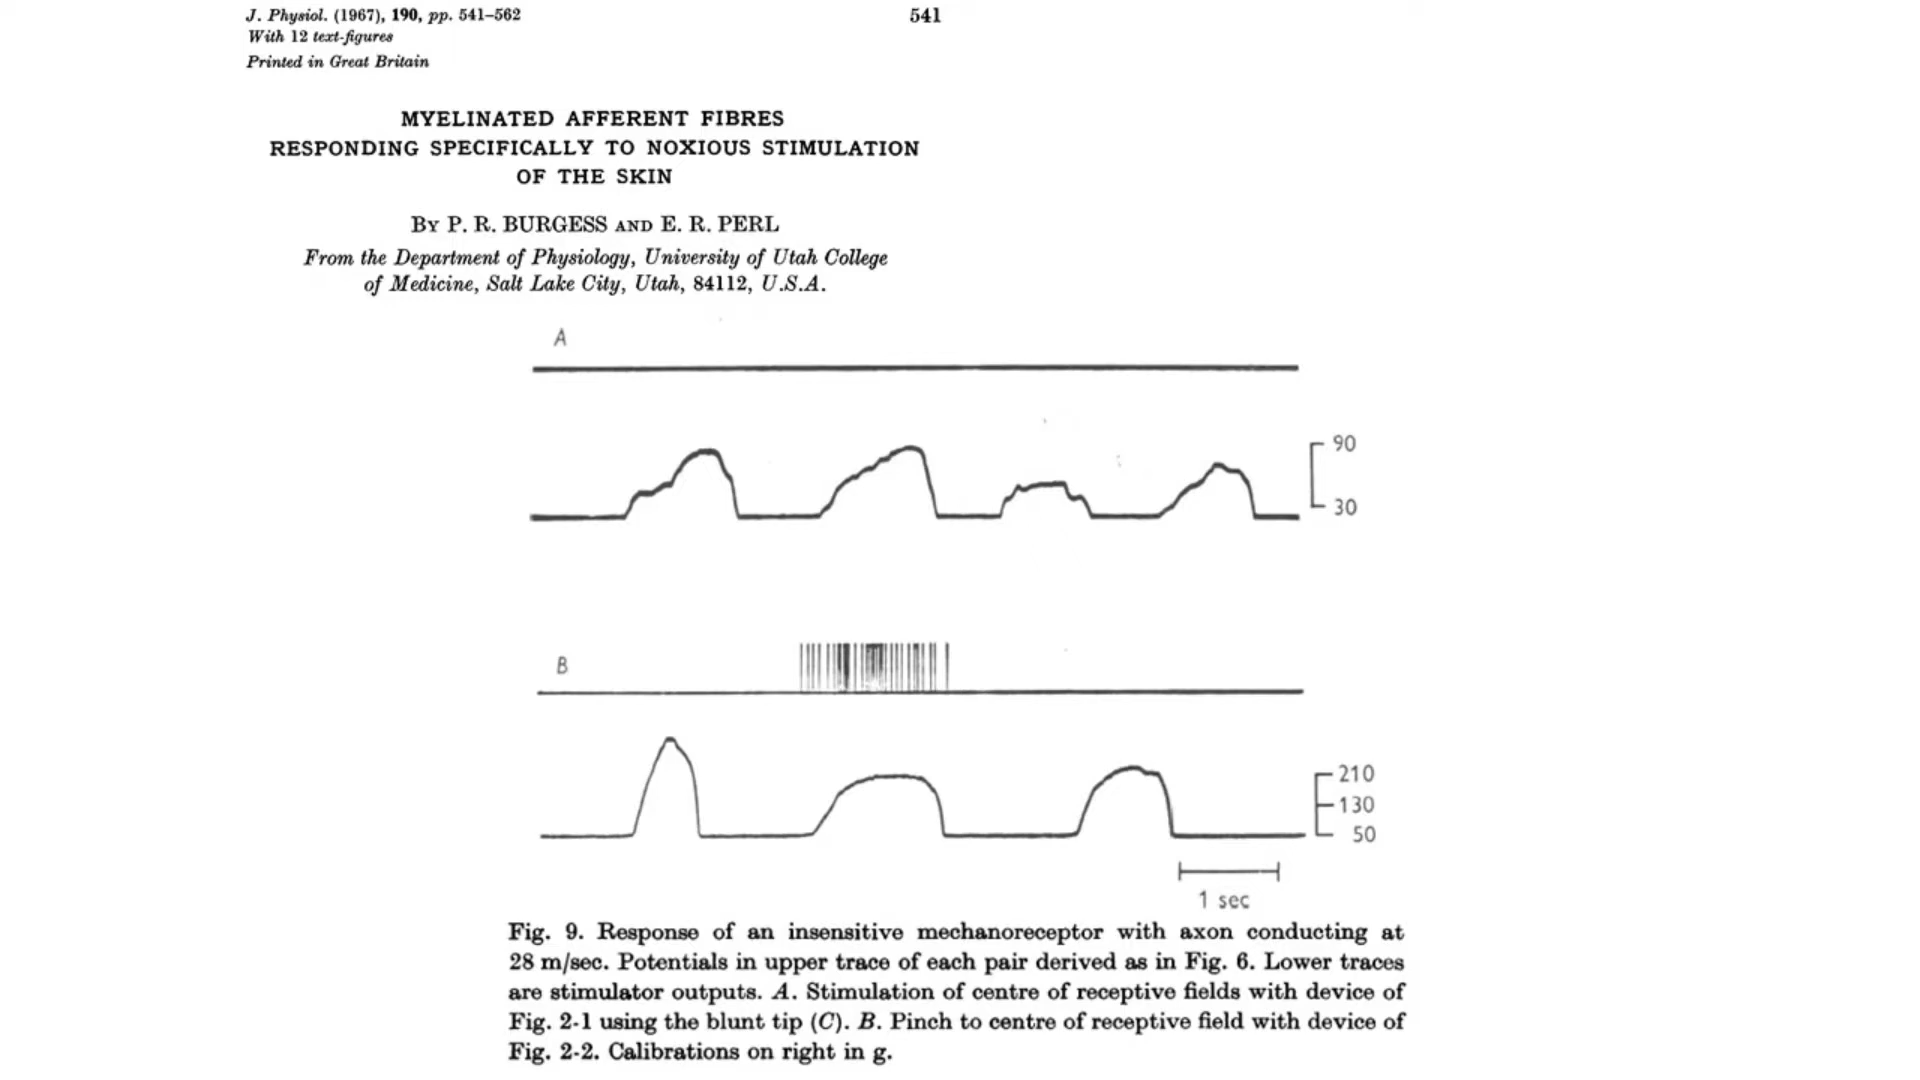 J. Physiol. (1967), 190, pp. 541–562
541
With 12 text-figures
Printed in Great Britain
MYELINATED AFFERENT FIBRES
RESPONDING SPECIFICALLY TO NOXIOUS STIMULATION
OF THE SKIN
By P. R. BURGESS AND E. R. PERL
From the Department of Physiology, University of Utah College
of Medicine, Salt Lake City, Utah, 84112, U.S.A.
A
90
30
B
210
130
50
1 sec
Fig. 9. Response of an insensitive mechanoreceptor with axon conducting at
28 m/sec. Potentials in upper trace of each pair derived as in Fig. 6. Lower traces
are stimulator outputs. A. Stimulation of centre of receptive fields with device of
Fig. 2·1 using the blunt tip (C). B. Pinch to centre of receptive field with device of
Fig. 2·2. Calibrations on right in g.